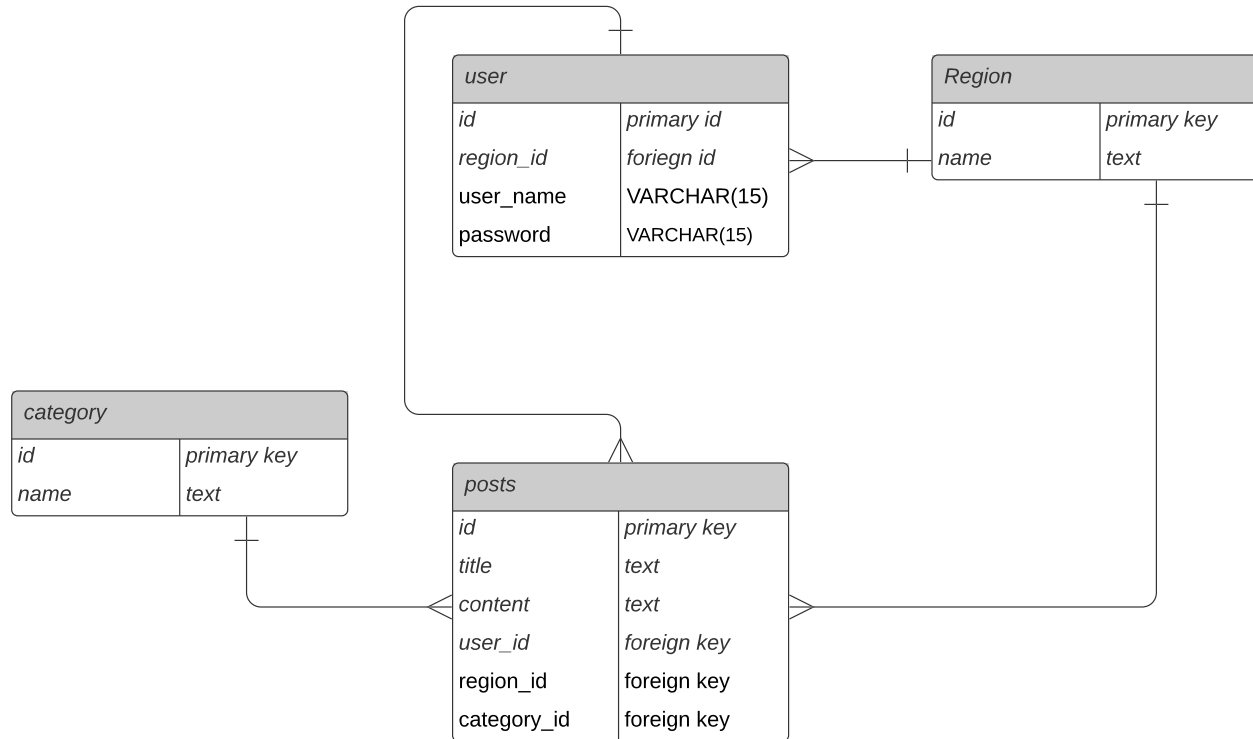 user
id primary id
region_id foriegn id
user_name VARCHAR(15)
password VARCHAR(15)
Region
id primary key
name text
category
id primary key
name text
posts
id primary key
title text
content text
user_id foreign key
region_id foreign key
category_id foreign key